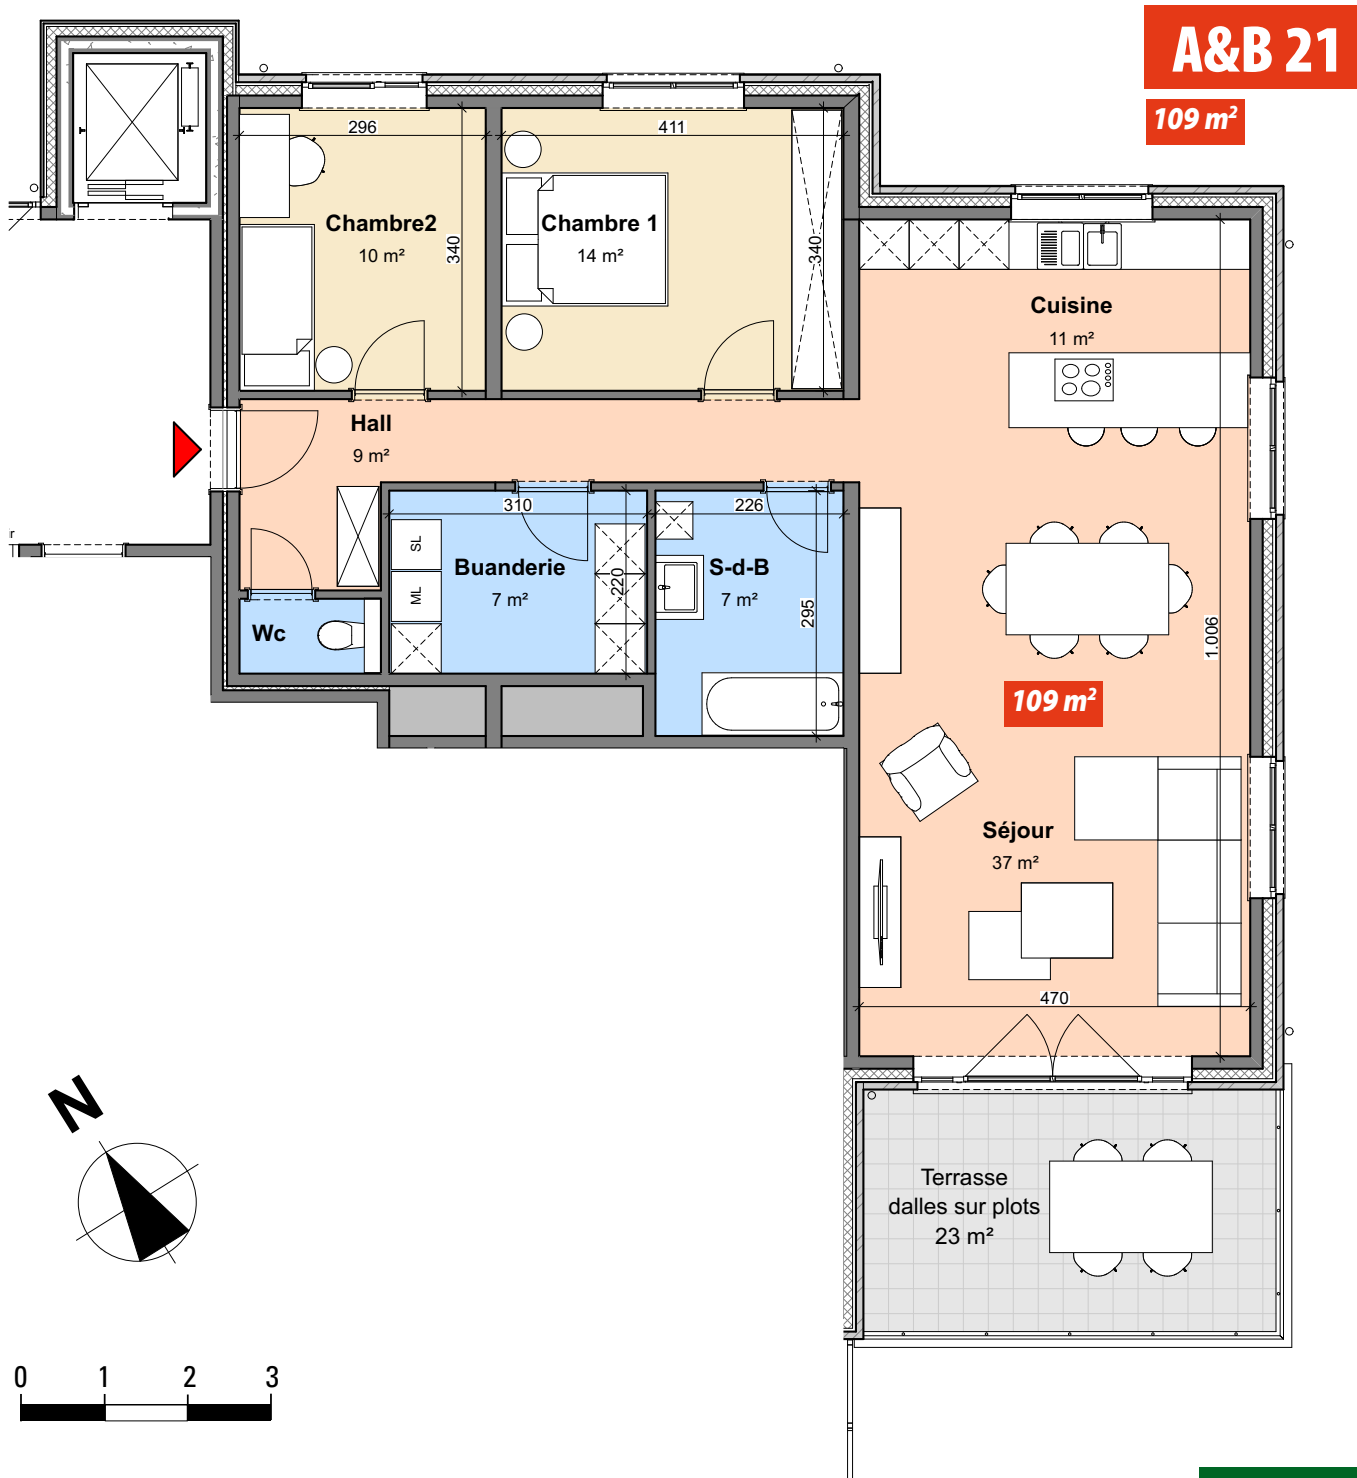 A&B 21
109 m²
296
411
Chambre2
10 m²
340
Chambre 1
14 m²
340
Cuisine
11 m²
Hall
9 m²
310
226
SL
Buanderie
7 m²
220
S-d-B
7 m²
ML
295
Wc
1.006
109 m²
Séjour
37 m²
470
N
Terrasse
dalles sur plots
23 m²
0 1 2 3